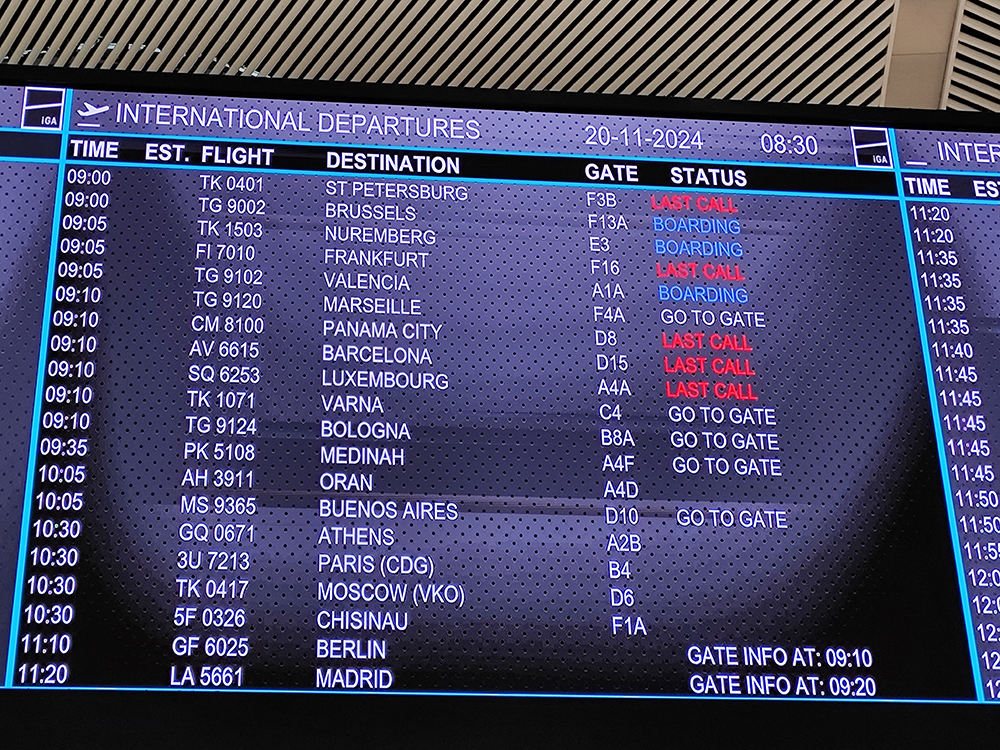 IGA
INTERNATIONAL DEPARTURES 20-11-2024 08:30 IGA
TIME EST. FLIGHT DESTINATION GATE STATUS
09:00 TK 0401 ST PETERSBURG F3B LAST CALL
09:00 TG 9002 BRUSSELS F13A BOARDING
09:05 TK 1503 NUREMBERG E3 BOARDING
09:05 FI 7010 FRANKFURT F16 LAST CALL
09:05 TG 9102 VALENCIA A1A BOARDING
09:10 TG 9120 MARSEILLE F4A GO TO GATE
09:10 CM 8100 PANAMA CITY D8 LAST CALL
09:10 AV 6615 BARCELONA D15 LAST CALL
09:10 SQ 6253 LUXEMBOURG A4A LAST CALL
09:10 TK 1071 VARNA C4 GO TO GATE
09:10 TG 9124 BOLOGNA B8A GO TO GATE
09:35 PK 5108 MEDINAH A4F GO TO GATE
10:05 AH 3911 ORAN A4D
10:05 MS 9365 BUENOS AIRES D10 GO TO GATE
10:30 GQ 0671 ATHENS A2B
10:30 3U 7213 PARIS (CDG) B4
10:30 TK 0417 MOSCOW (VKO) D6
10:30 5F 0326 CHISINAU F1A
11:10 GF 6025 BERLIN GATE INFO AT: 09:10
11:20 LA 5661 MADRID GATE INFO AT: 09:20
INTER
TIME ES
11:20
11:20
11:35
11:35
11:35
11:35
11:40
11:45
11:45
11:45
11:45
11:45
11:50
11:50